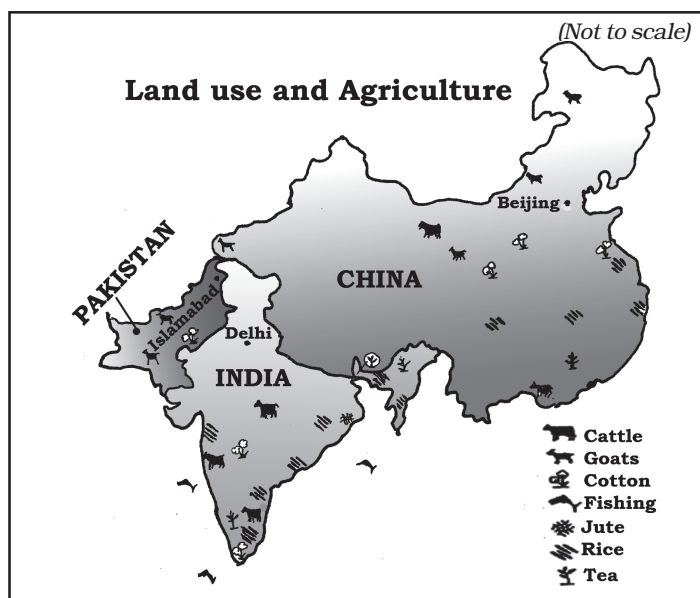 (Not to scale)
Land use and Agriculture
Beijing
PAKISTAN
CHINA
Islamabad
Delhi
INDIA
Cattle
Goats
Cotton
Fishing
Jute
Rice
Tea